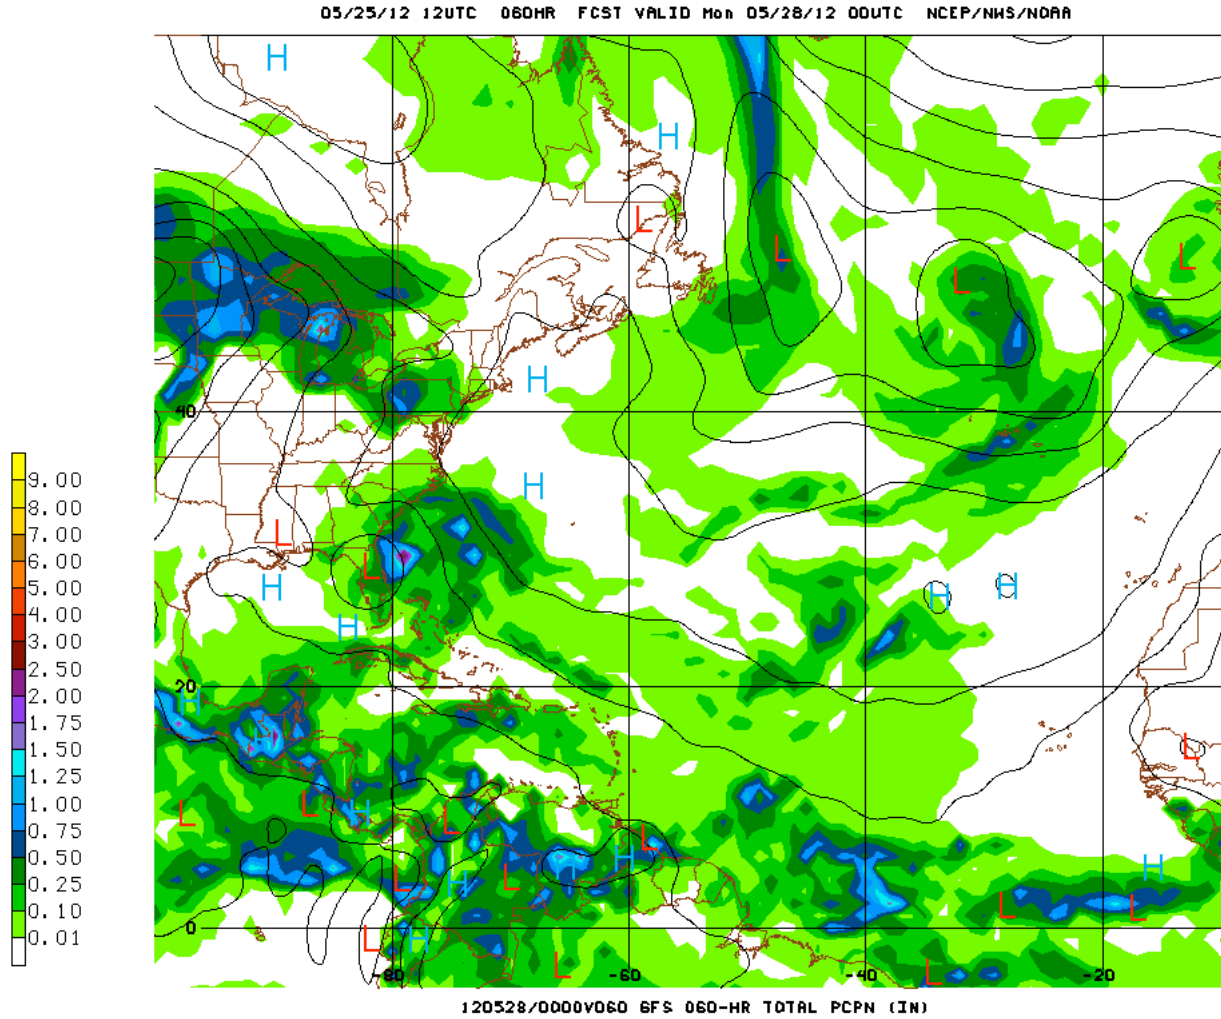 05/25/12 12UTC 060HR FCST VALID Mon 05/28/12 00UTC NCEP/NWS/NOAA
H
H
L
L
L
L
H
40
H
9.00
8.00
7.00
6.00
5.00
4.00
3.00
2.50
2.00
1.75
1.50
1.25
1.00
0.75
0.50
0.25
0.10
0.01
L
L
H
H
H
H
20
H
H
L
L
L
H
L
L
H
H
H
L
L
H
L
L
0
L
H
L
L
-80
-60
-40
-20
120528/0000V060 GFS 060-HR TOTAL PCPN (IN)